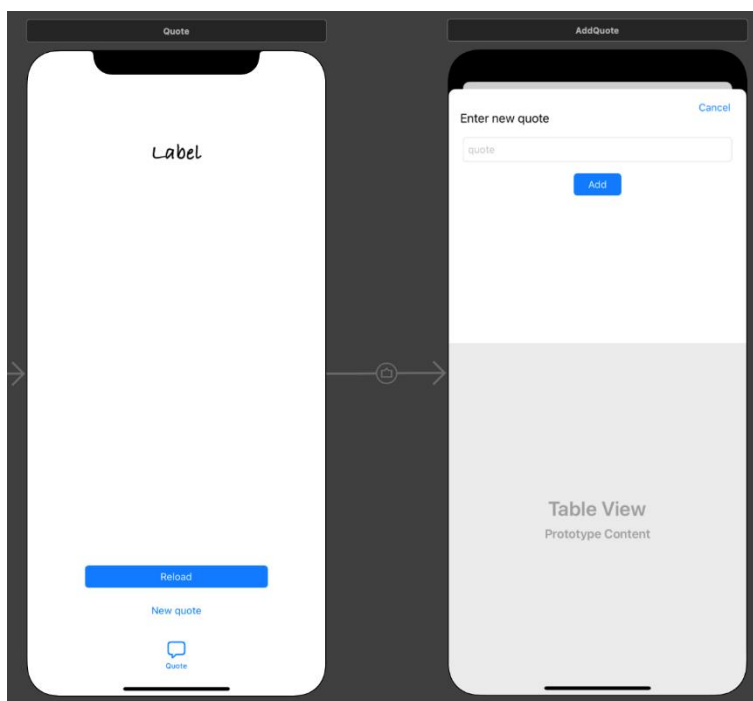 Quote
Label
Reload
New quote
Quote
AddQuote
Cancel
Enter new quote
quote
Add
Table View
Prototype Content